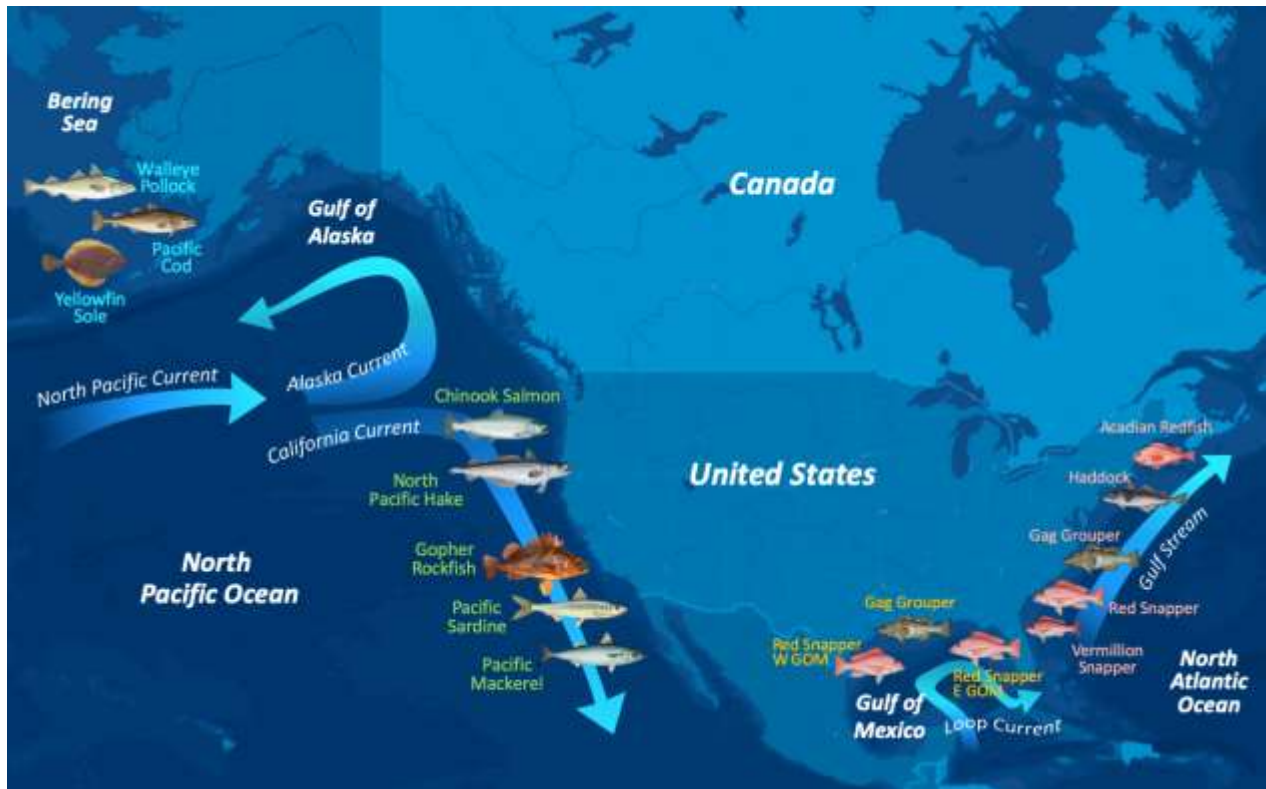 Bering
Sea
Walleye
Pollock
Pacific
Cod
Yellowfin
Sole
Gulf of
Alaska
Canada
North Pacific Current
Alaska Current
California Current
Chinook Salmon
North
Pacific Hake
Gopher
Rockfish
Pacific
Sardine
Pacific
Mackerel
North
Pacific Ocean
United States
Acadian Redfish
Haddock
Gag Grouper
Gulf Stream
Red Snapper
Vermillion
Snapper
Gag Grouper
Red Snapper
W GOM
Red Snapper
E GOM
Gulf of
Mexico
Loop Current
North
Atlantic
Ocean